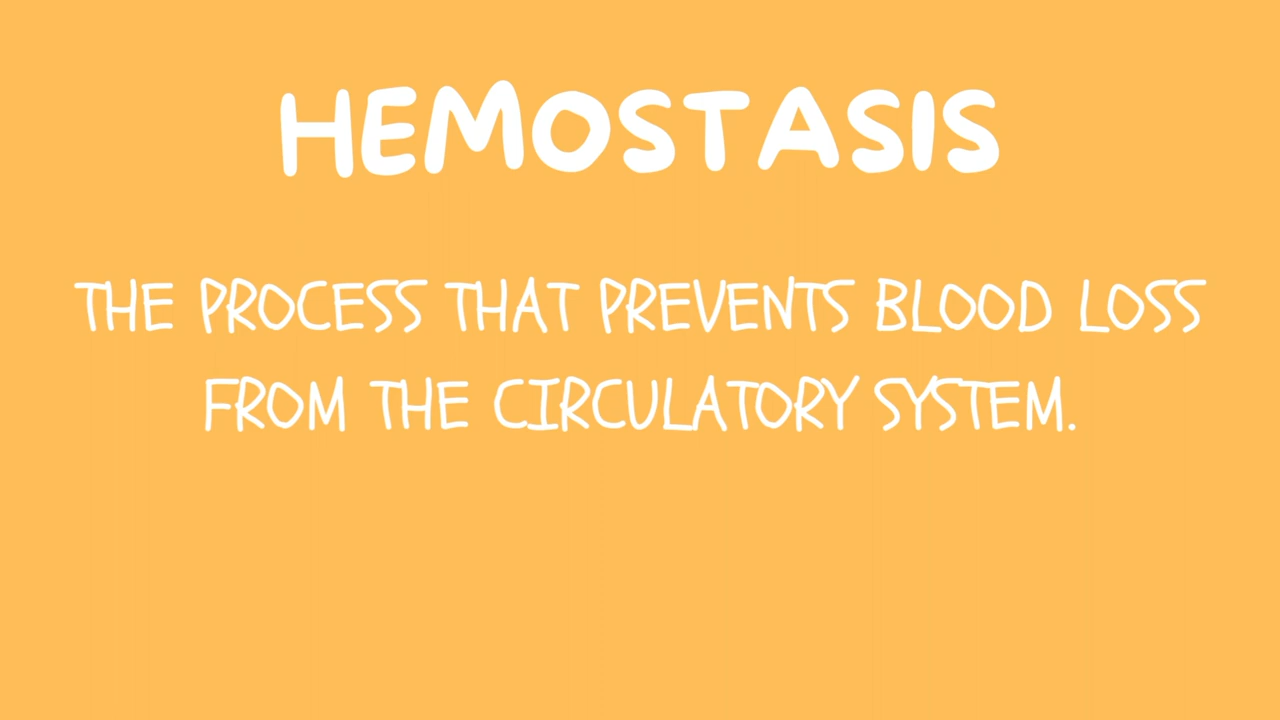 HEMOSTASIS
THE PROCESS THAT PREVENTS BLOOD LOSS
FROM THE CIRCULATORY SYSTEM.